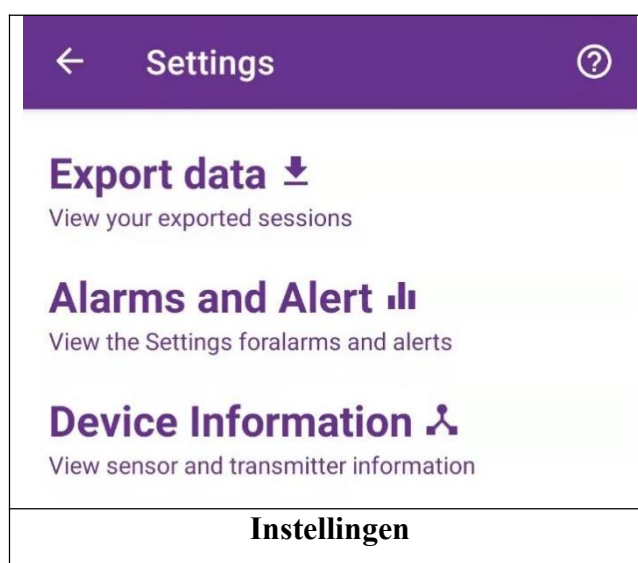 Settings
Export data
View your exported sessions
Alarms and Alert
View the Settings foralarms and alerts
Device Information
View sensor and transmitter information
Instellingen